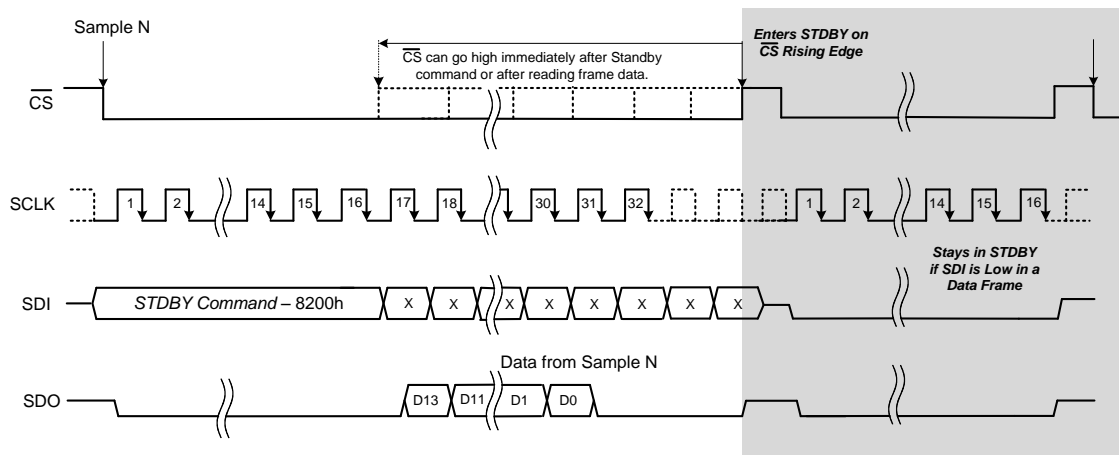 Sample N
CS can go high immediately after Standby
command or after reading frame data.
Enters STDBY on
CS Rising Edge
CS
SCLK
1 2 14 15 16 17 18 30 31 32 1 2 14 15 16
Stays in STDBY
if SDI is Low in a
Data Frame
SDI
STDBY Command – 8200h
X X X X X X X X
Data from Sample N
SDO
D13 D11 D1 D0